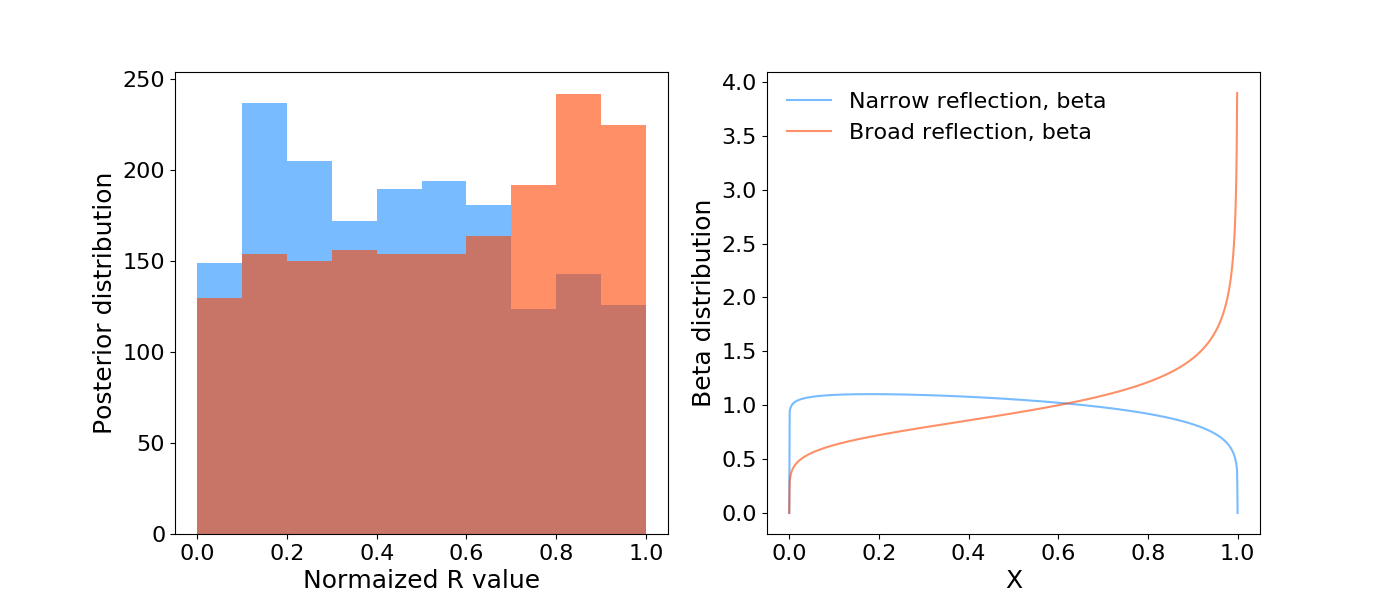 Posterior distribution
250
200
150
100
50
0
0.0 0.2 0.4 0.6 0.8 1.0
Normaized R value
Beta distribution
4.0
3.5
3.0
2.5
2.0
1.5
1.0
0.5
0.0
Narrow reflection, beta
Broad reflection, beta
0.0 0.2 0.4 0.6 0.8 1.0
X